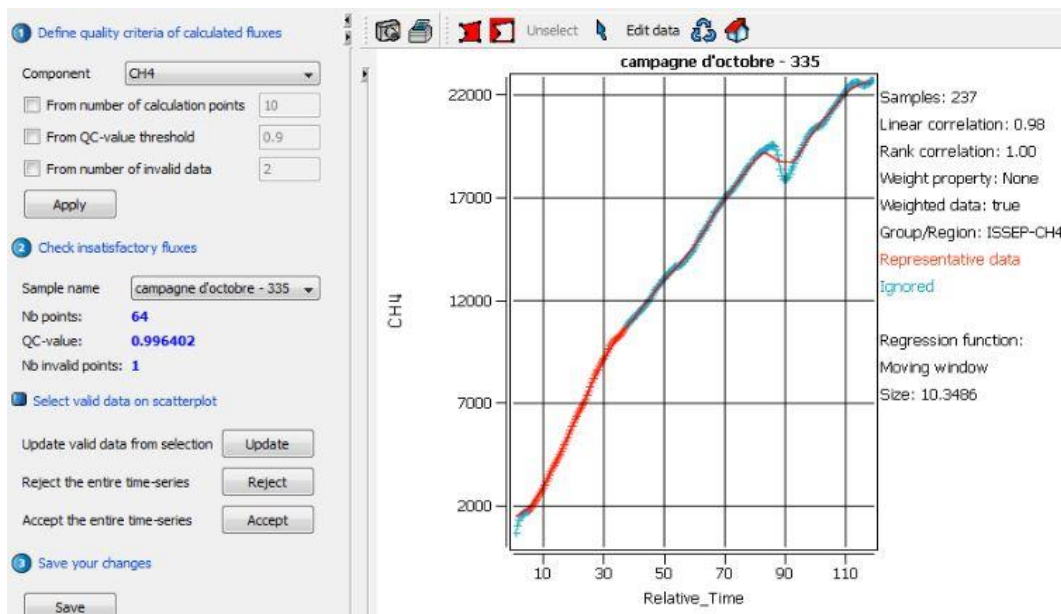 1 Define quality criteria of calculated fluxes
Component CH4
From number of calculation points 10
From QC-value threshold 0.9
From number of invalid data 2
Apply
2 Check insatisfactory fluxes
Sample name campagne d'octobre - 335
Nb points: 64
QC-value: 0.996402
Nb invalid points: 1
Select valid data on scatterplot
Update valid data from selection Update
Reject the entire time-series Reject
Accept the entire time-series Accept
3 Save your changes
Save
Unselect Edit data
campagne d'octobre - 335
22000
17000
12000
7000
2000
CH4
10 30 50 70 90 110
Relative_Time
Samples: 237
Linear correlation: 0.98
Rank correlation: 1.00
Weight property: None
Weighted data: true
Group/Region: ISSEP-CH4
Representative data
Ignored
Regression function:
Moving window
Size: 10.3486